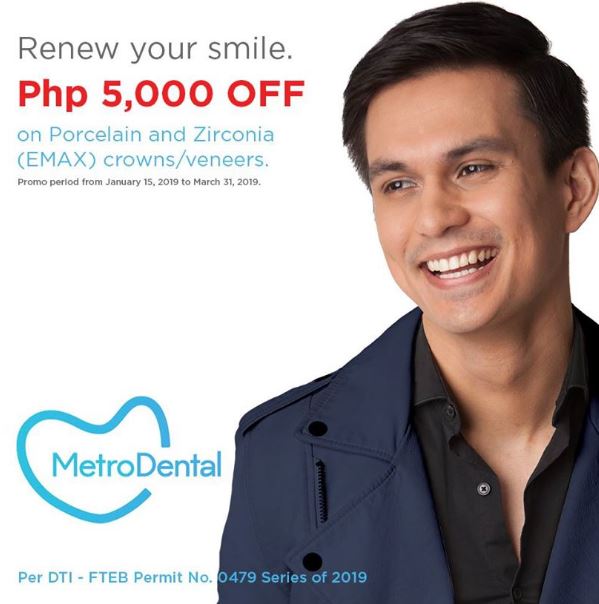 Renew your smile.
Php 5,000 OFF
on Porcelain and Zirconia
(EMAX) crowns/veneers.
Promo period from January 15, 2019 to March 31, 2019.
MetroDental
Per DTI - FTEB Permit No. 0479 Series of 2019